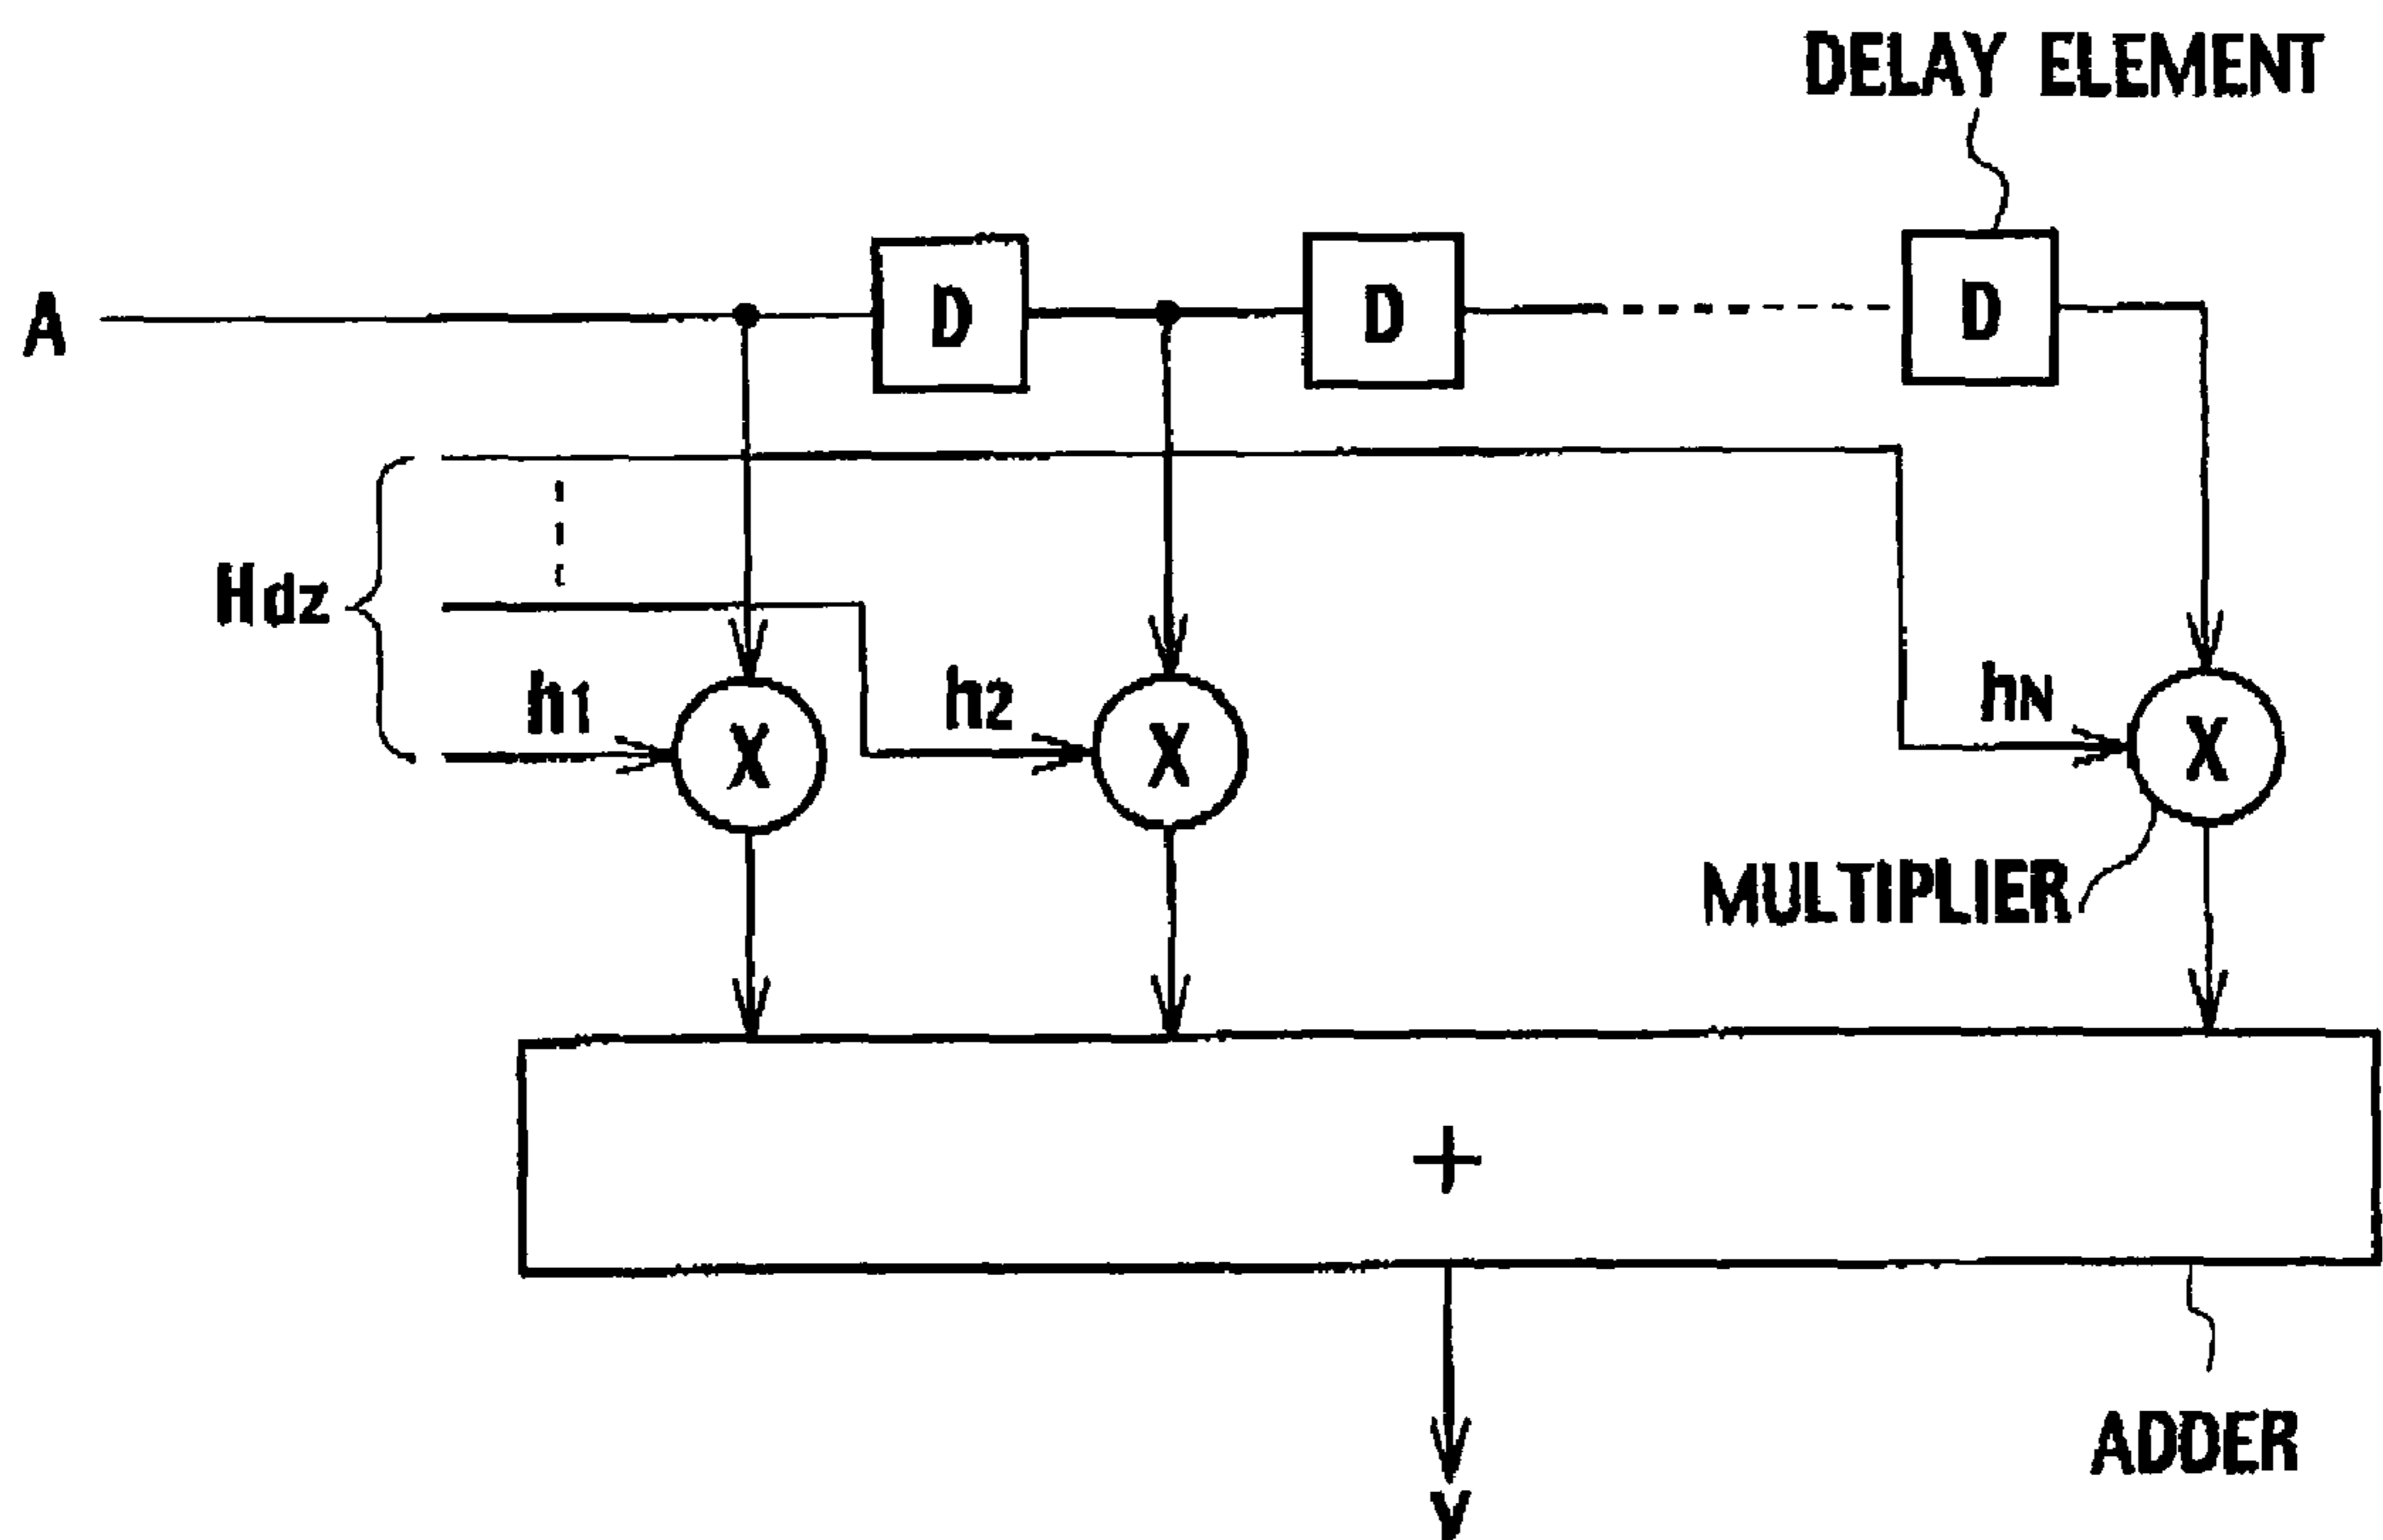 DELAY ELEMENT
A
D
D
D
Hdz
h1
h2
hN
X
X
X
MULTIPLIER
+
ADDER